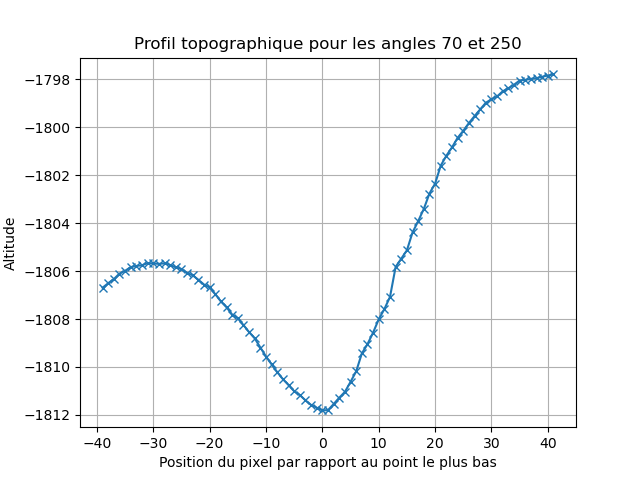 Profil topographique pour les angles 70 et 250
Altitude
−1798
−1800
−1802
−1804
−1806
−1808
−1810
−1812
−40 −30 −20 −10 0 10 20 30 40
Position du pixel par rapport au point le plus bas